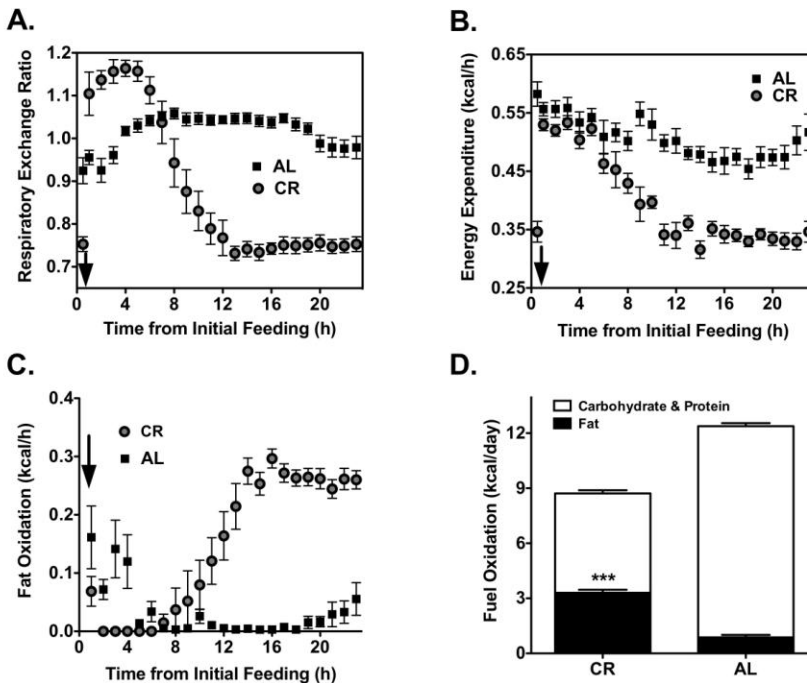 A.
Respiratory Exchange Ratio
1.2
1.1
1.0
0.9
0.8
0.7
AL
CR
0 4 8 12 16 20
Time from Initial Feeding (h)
B.
Energy Expenditure (kcal/h)
0.65
0.55
0.45
0.35
0.25
AL
CR
0 4 8 12 16 20
Time from Initial Feeding (h)
C.
Fat Oxidation (kcal/h)
0.4
0.3
0.2
0.1
0.0
CR
AL
0 4 8 12 16 20
Time from Initial Feeding (h)
D.
Fuel Oxidation (kcal/day)
12
9
6
3
0
Carbohydrate & Protein
Fat
***
CR AL